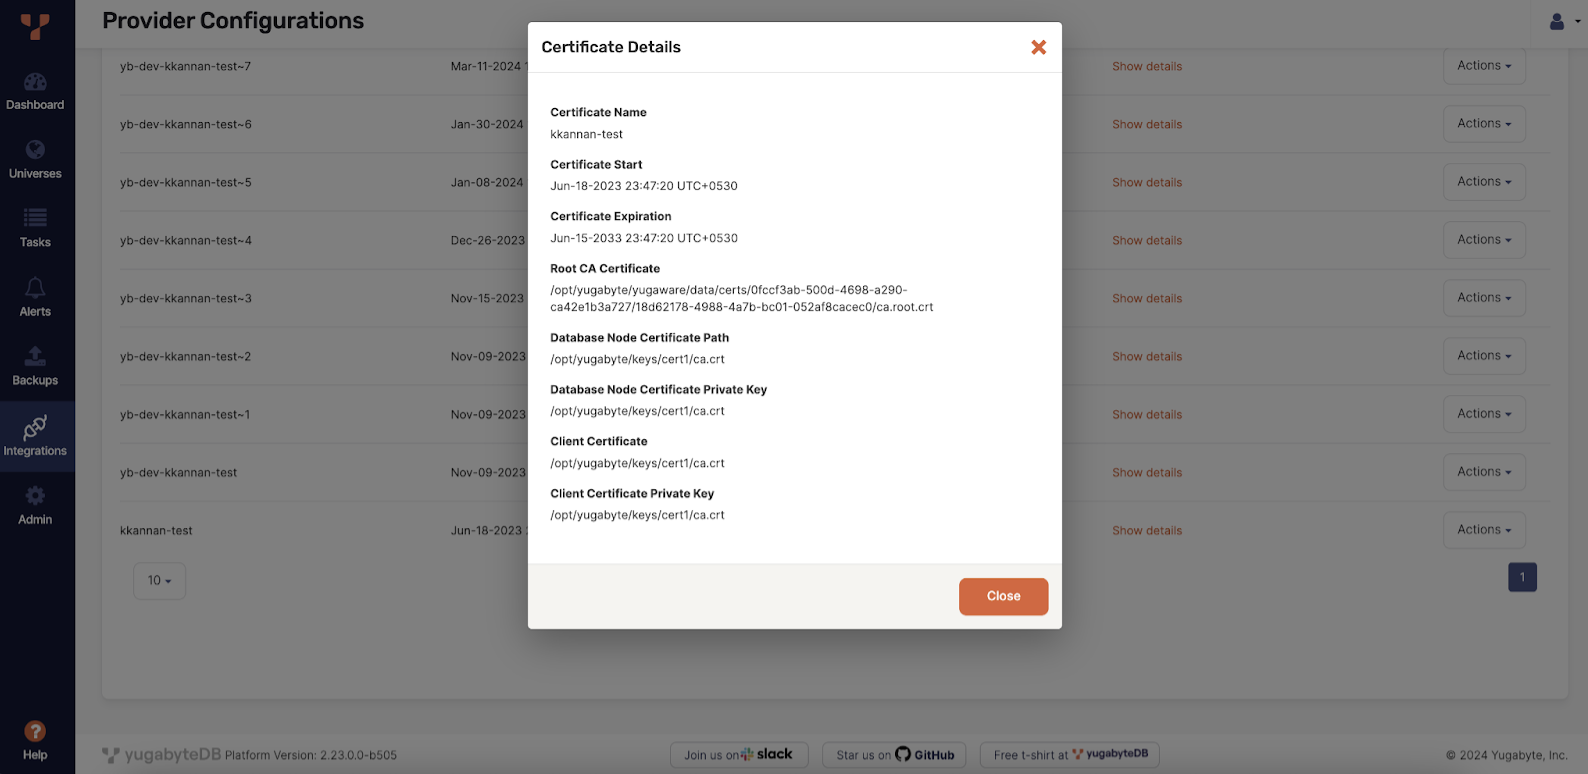 Provider Configurations
Dashboard
Universes
Tasks
Alerts
Backups
Integrations
Admin
Help
yb-dev-kkannan-test~7 Mar-11-2024 1 Show details Actions
yb-dev-kkannan-test~6 Jan-30-2024 Show details Actions
yb-dev-kkannan-test~5 Jan-08-2024 Show details Actions
yb-dev-kkannan-test~4 Dec-26-2023 Show details Actions
yb-dev-kkannan-test~3 Nov-15-2023 Show details Actions
yb-dev-kkannan-test~2 Nov-09-2023 Show details Actions
yb-dev-kkannan-test~1 Nov-09-2023 Show details Actions
yb-dev-kkannan-test Nov-09-2023 Show details Actions
kkannan-test Jun-18-2023 Show details Actions
10
1
Certificate Details
Certificate Name
kkannan-test
Certificate Start
Jun-18-2023 23:47:20 UTC+0530
Certificate Expiration
Jun-15-2033 23:47:20 UTC+0530
Root CA Certificate
/opt/yugabyte/yugaware/data/certs/0fccf3ab-500d-4698-a290-
ca42e1b3a727/18d62178-4988-4a7b-bc01-052af8cacec0/ca.root.crt
Database Node Certificate Path
/opt/yugabyte/keys/cert1/ca.crt
Database Node Certificate Private Key
/opt/yugabyte/keys/cert1/ca.crt
Client Certificate
/opt/yugabyte/keys/cert1/ca.crt
Client Certificate Private Key
/opt/yugabyte/keys/cert1/ca.crt
Close
yugabyteDB Platform Version: 2.23.0.0-b505
Join us on slack
Star us on GitHub
Free t-shirt at yugabyteDB
© 2024 Yugabyte, Inc.